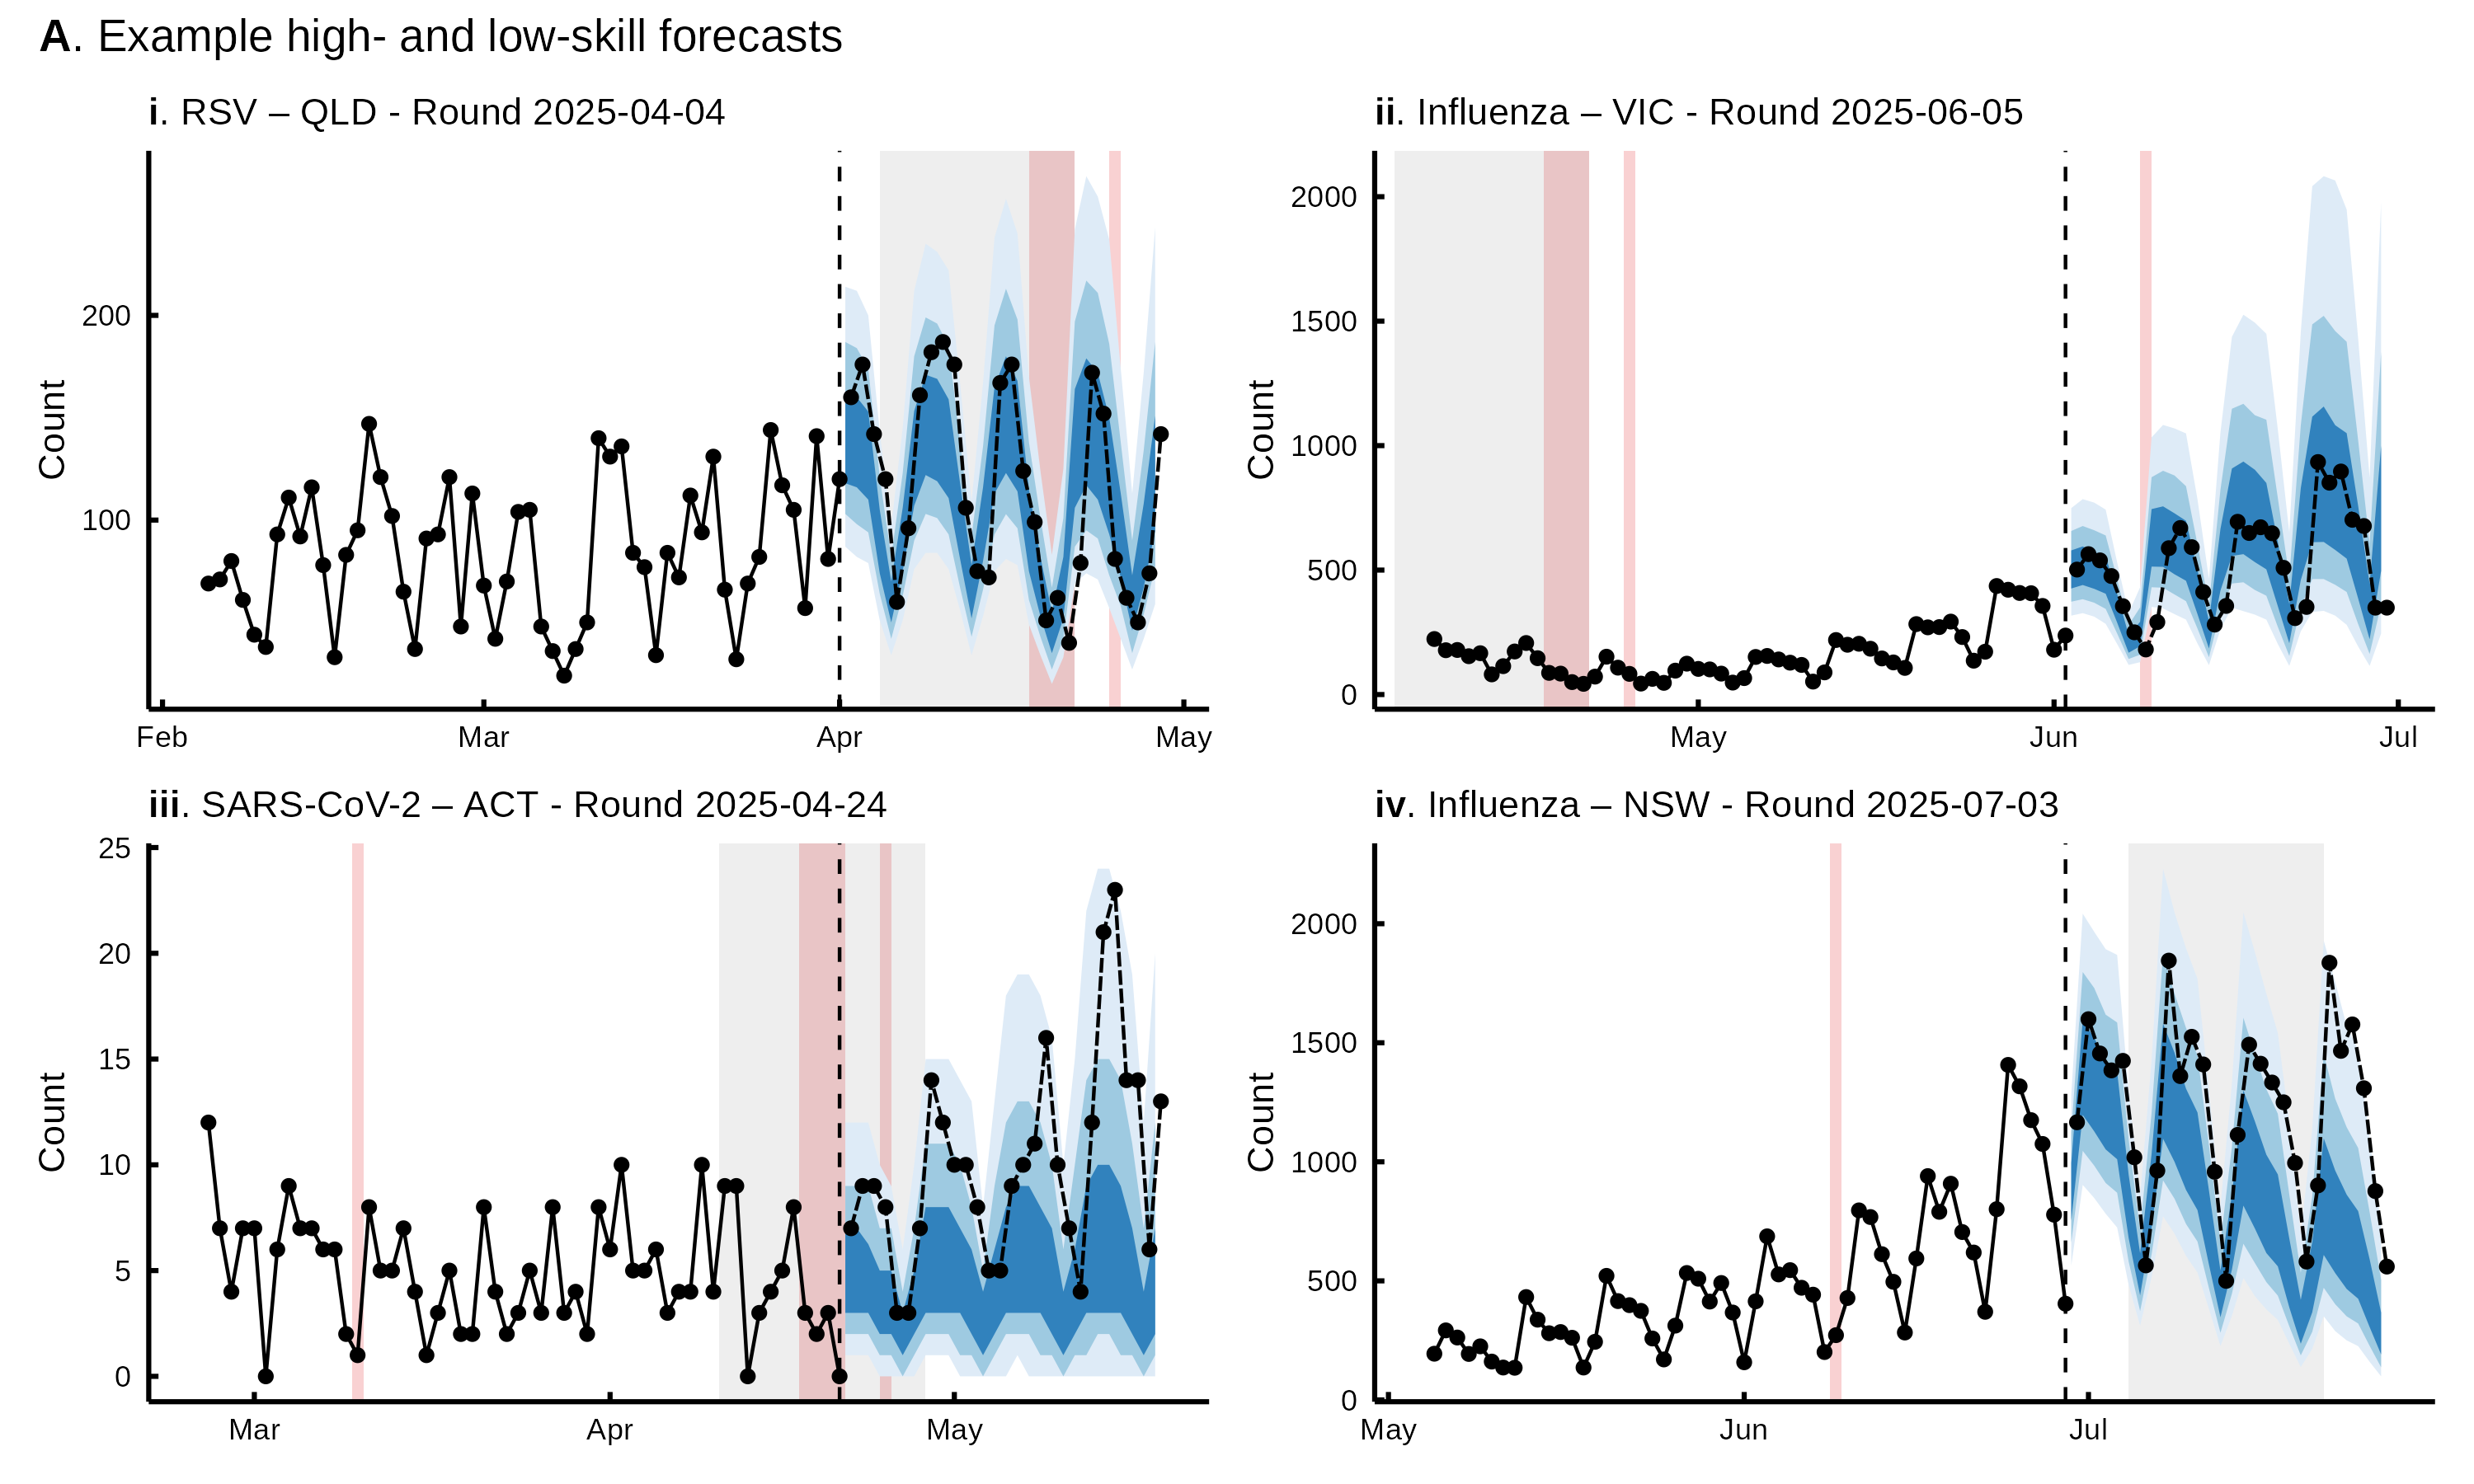 A. Example high- and low-skill forecasts
i. RSV – QLD - Round 2025-04-04
Count
200
100
Feb Mar Apr May
ii. Influenza – VIC - Round 2025-06-05
Count
2000
1500
1000
500
0
May Jun Jul
iii. SARS-CoV-2 – ACT - Round 2025-04-24
Count
25
20
15
10
5
0
Mar Apr May
iv. Influenza – NSW - Round 2025-07-03
Count
2000
1500
1000
500
0
May Jun Jul